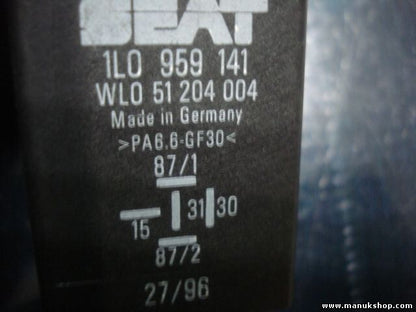 SEAT
1L0 959 141
WL0 51 204 004
Made in Germany
>PA6.6-GF30<
87/1
15 31 30
87/2
27/96
www.manukshop.com